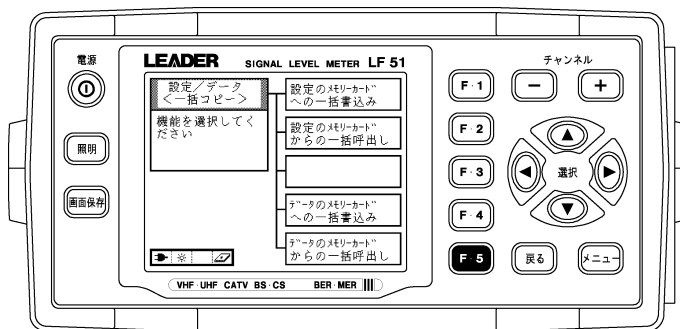 電源
照明
画面保存
LEADER SIGNAL LEVEL METER LF 51
設定／データ
＜一括コピー＞
機能を選択してく
ださい
設定のﾒﾓﾘｰｶｰﾄﾞ
への一括書込み
設定のﾒﾓﾘｰｶｰﾄﾞ
からの一括呼出し
ﾃﾞｰﾀのﾒﾓﾘｰｶｰﾄﾞ
への一括書込み
ﾃﾞｰﾀのﾒﾓﾘｰｶｰﾄﾞ
からの一括呼出し
VHF·UHF CATV BS·CS BER·MER
F·1
F·2
F·3
F·4
F·5
チャンネル
− +
選択
戻る
メニュー